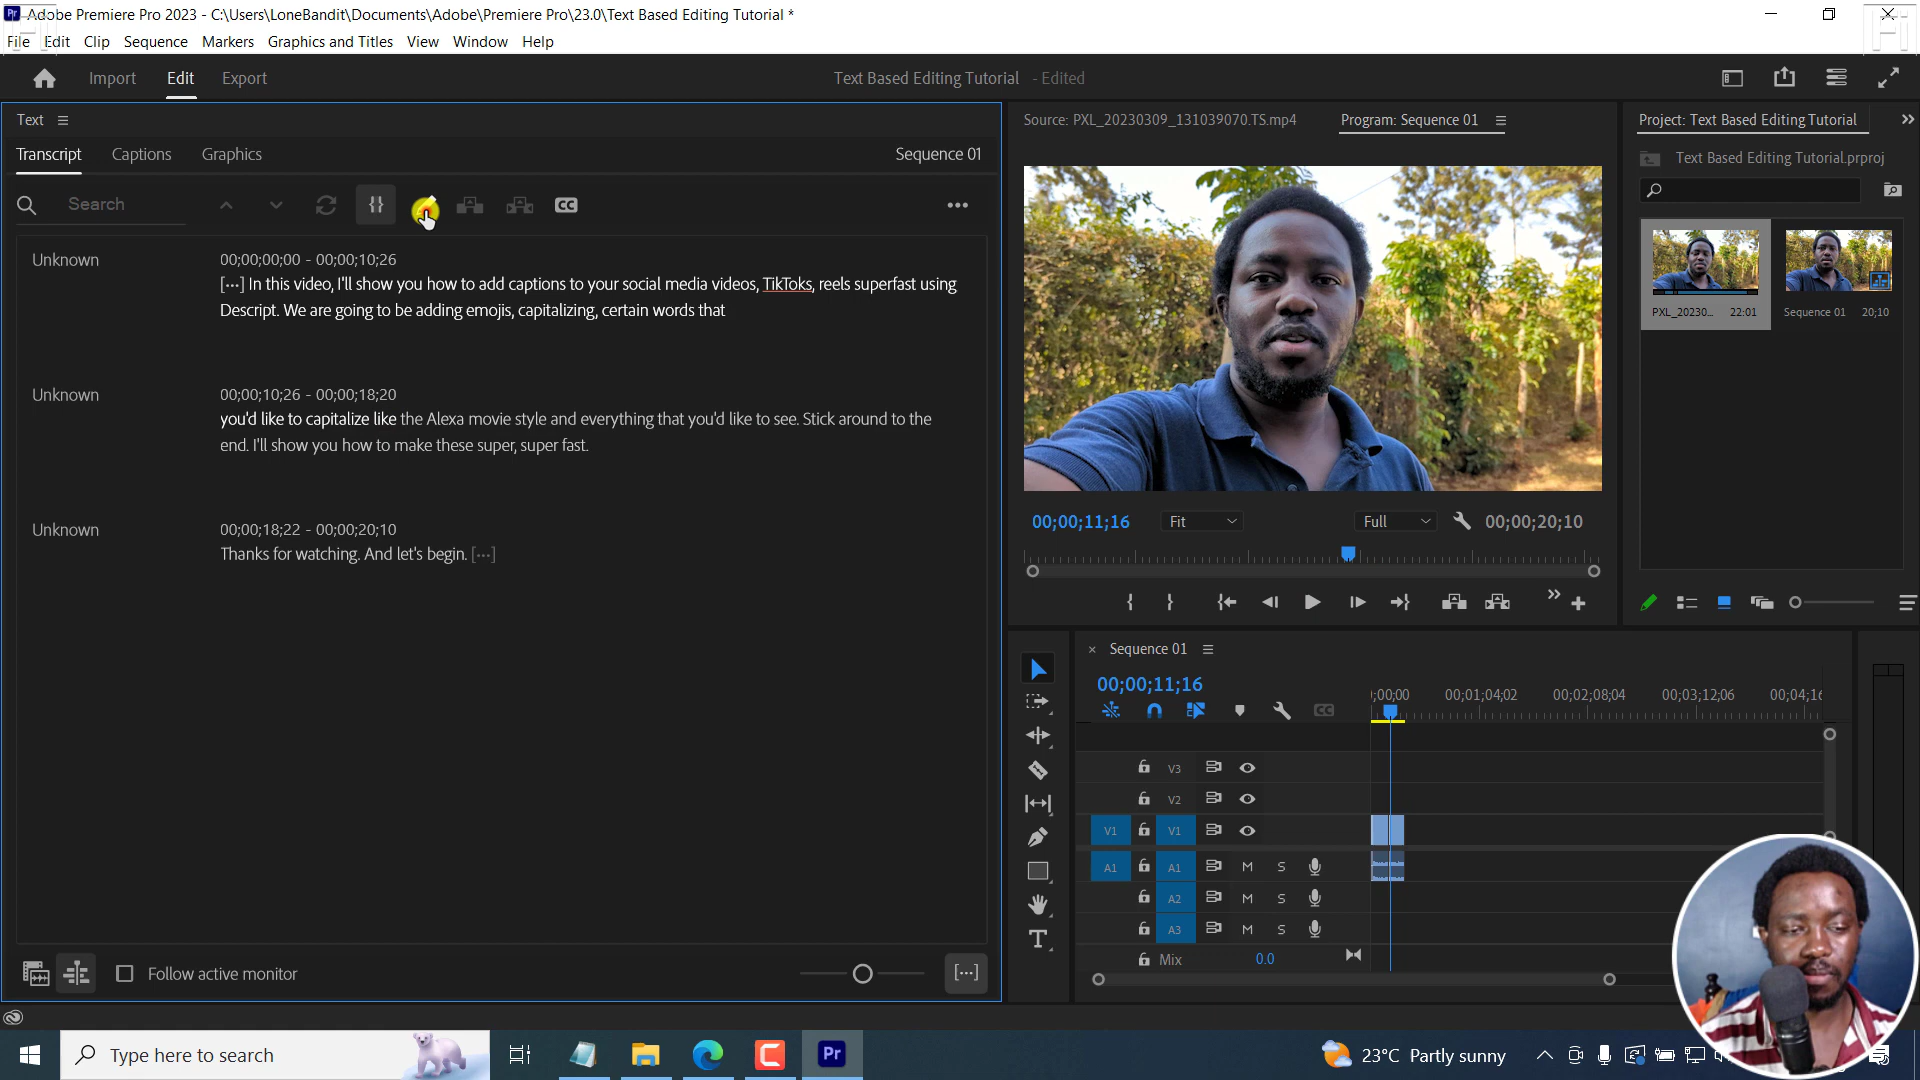 Adobe Premiere Pro 2023 - C:\Users\LoneBandit\Documents\Adobe\Premiere Pro\23.0\Text Based Editing Tutorial *
File Edit Clip Sequence Markers Graphics and Titles View Window Help
Import Edit Export
Text Based Editing Tutorial - Edited
Text
Transcript Captions Graphics
Sequence 01
Search
Unknown
00;00;00;00 - 00;00;10;26
[...] In this video, I'll show you how to add captions to your social media videos, TikToks, reels superfast using
Descript. We are going to be adding emojis, capitalizing, certain words that
Unknown
00;00;10;26 - 00;00;18;20
you'd like to capitalize like the Alexa movie style and everything that you'd like to see. Stick around to the
end. I'll show you how to make these super, super fast.
Unknown
00;00;18;22 - 00;00;20;10
Thanks for watching. And let's begin. [...]
Follow active monitor
Source: PXL_20230309_131039070.TS.mp4
Program: Sequence 01
00;00;11;16
Fit
Full
00;00;20;10
Project: Text Based Editing Tutorial
Text Based Editing Tutorial.prproj
PXL_20230... 22:01
Sequence 01 20;10
Sequence 01
00;00;11;16
;00;00 00;01;04;02 00;02;08;04 00;03;12;06 00;04;16
V3
V2
V1 V1
A1 A1 M S
A2 M S
A3 M S
Mix 0.0
Type here to search
Pr
23°C Partly sunny